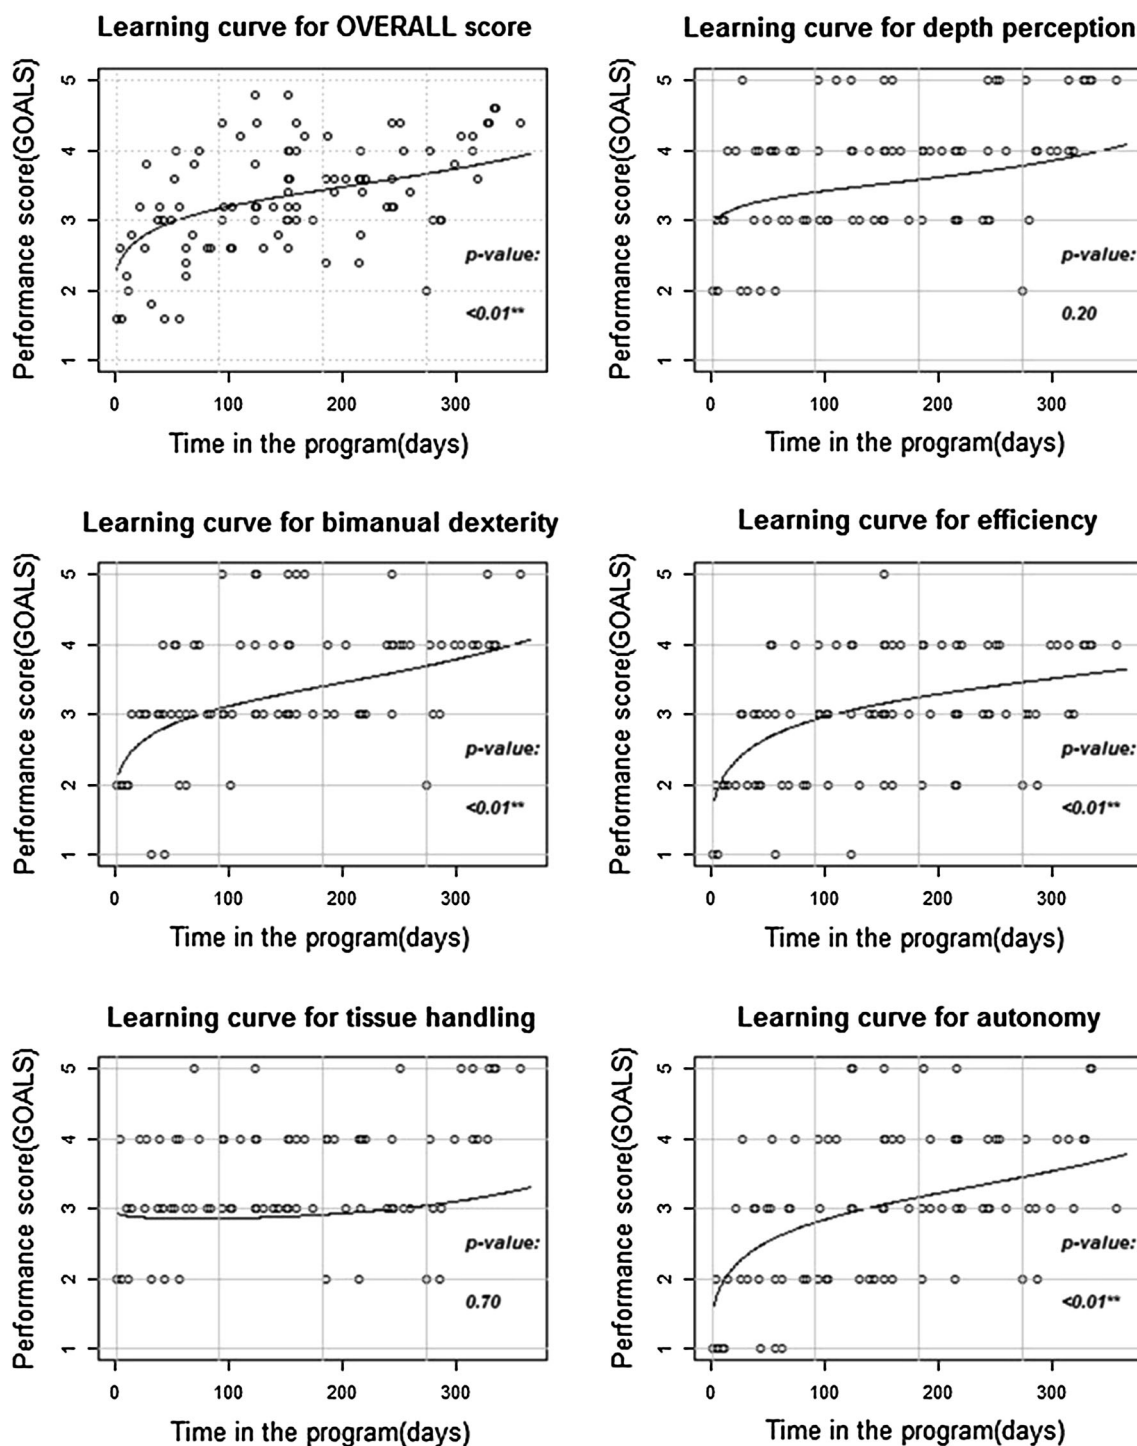 Learning curve for OVERALL score
Performance score(GOALS)
5
4
3
2
1
p-value:
<0.01**
0 100 200 300
Time in the program(days)
Learning curve for depth perception
Performance score(GOALS)
5
4
3
2
1
p-value:
0.20
0 100 200 300
Time in the program(days)
Learning curve for bimanual dexterity
Performance score(GOALS)
5
4
3
2
1
p-value:
<0.01**
0 100 200 300
Time in the program(days)
Learning curve for efficiency
Performance score(GOALS)
5
4
3
2
1
p-value:
<0.01**
0 100 200 300
Time in the program(days)
Learning curve for tissue handling
Performance score(GOALS)
5
4
3
2
1
p-value:
0.70
0 100 200 300
Time in the program(days)
Learning curve for autonomy
Performance score(GOALS)
5
4
3
2
1
p-value:
<0.01**
0 100 200 300
Time in the program(days)